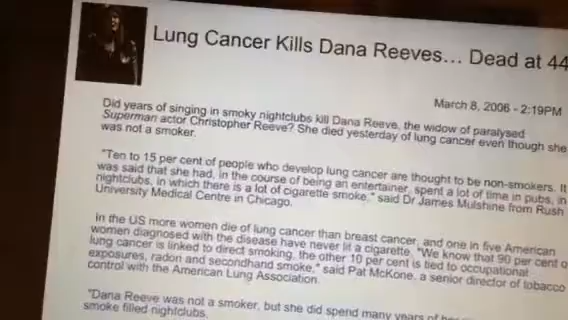 Lung Cancer Kills Dana Reeves... Dead at 44
March 8, 2006 - 2:19PM
Did years of singing in smoky nightclubs kill Dana Reeve, the widow of paralysed
Superman actor Christopher Reeve? She died yesterday of lung cancer even though she
was not a smoker.
"Ten to 15 per cent of people who develop lung cancer are thought to be non-smokers. It
was said that she had, in the course of being an entertainer, spent a lot of time in pubs, in
nightclubs, in which there is a lot of cigarette smoke," said Dr James Mulshine from Rush
University Medical Centre in Chicago.
In the US more women die of lung cancer than breast cancer, and one in five American
women diagnosed with the disease have never lit a cigarette. "We know that 90 per cent o
lung cancer is linked to direct smoking, the other 10 per cent is tied to occupational
exposures, radon and secondhand smoke," said Pat McKone, a senior director of tobacco
control with the American Lung Association.
"Dana Reeve was not a smoker, but she did spend many years of
smoke filled nightclubs.